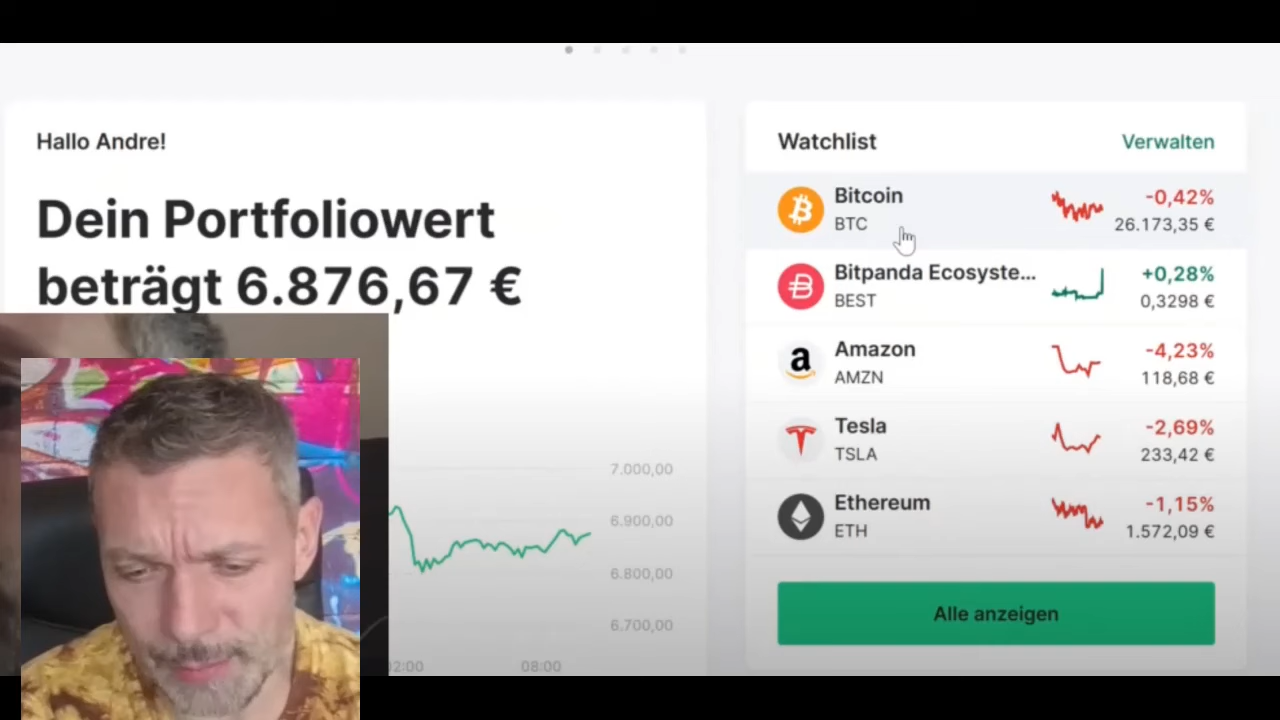 Hallo Andre!
Dein Portfoliowert
beträgt 6.876,67 €
7.000,00
6.900,00
6.800,00
6.700,00
08:00
Watchlist
Verwalten
Bitcoin
-0,42%
BTC
26.173,35 €
Bitpanda Ecosyste...
+0,28%
BEST
0,3298 €
Amazon
-4,23%
AMZN
118,68 €
Tesla
-2,69%
TSLA
233,42 €
Ethereum
-1,15%
ETH
1.572,09 €
Alle anzeigen